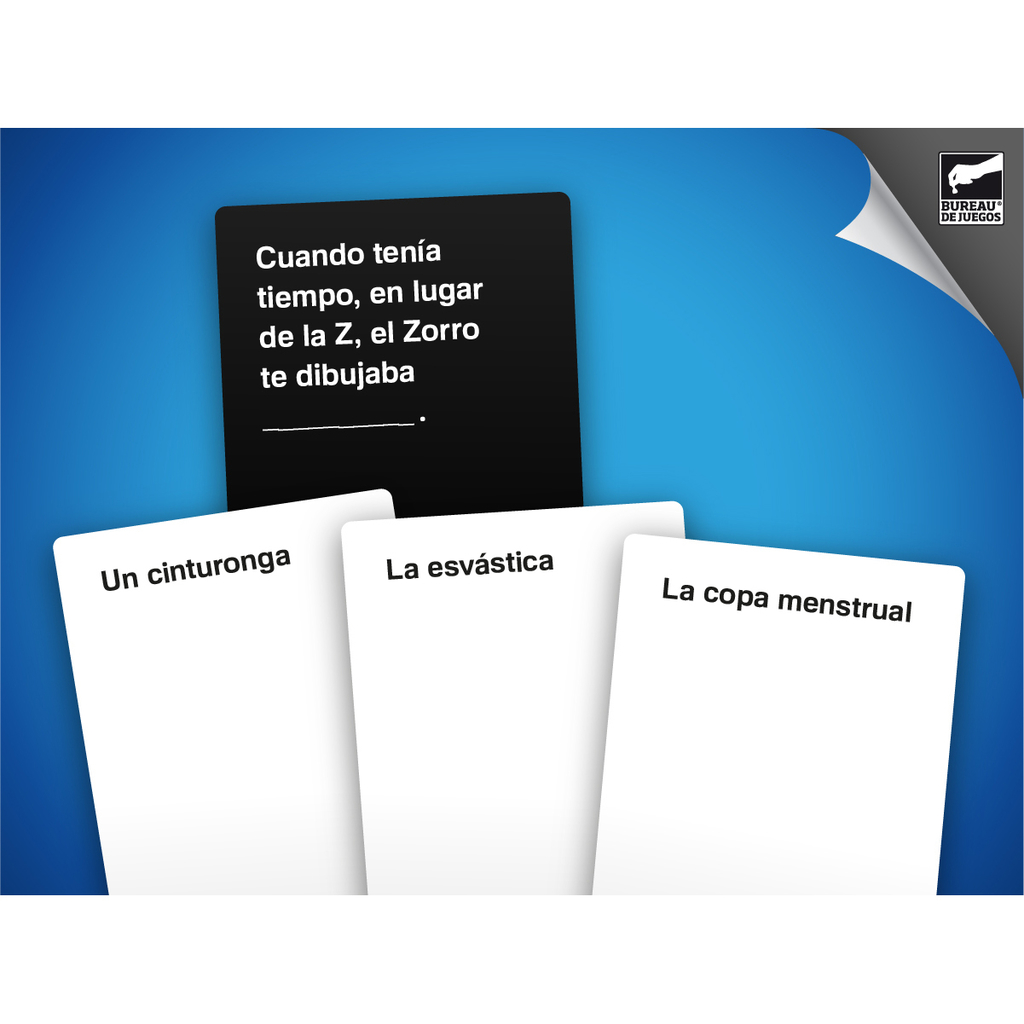 BUREAU®
DE JUEGOS
Cuando tenía
tiempo, en lugar
de la Z, el Zorro
te dibujaba
__________.
Un cinturonga
La esvástica
La copa menstrual